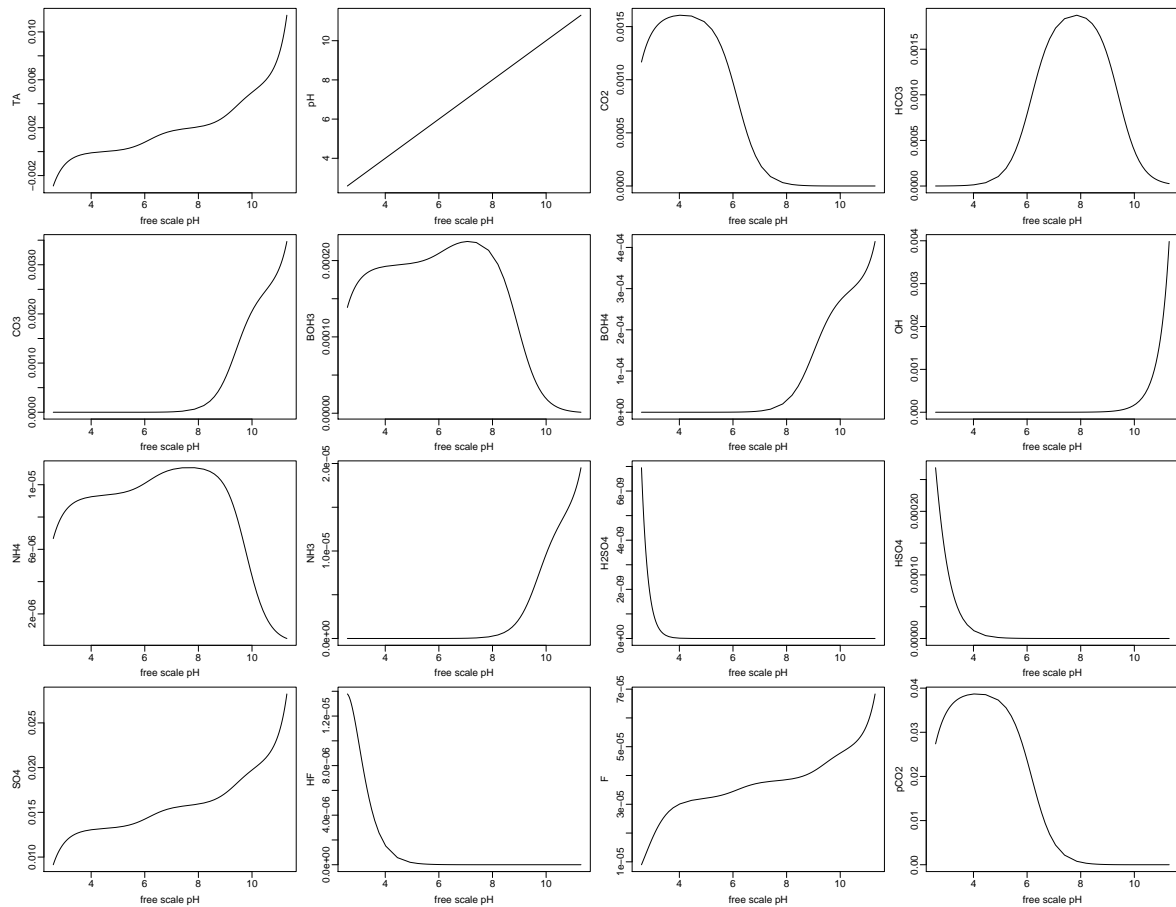 TA
−0.002 0.002 0.006 0.010
4 6 8 10
free scale pH
pH
4 6 8 10
4 6 8 10
free scale pH
CO2
0.0000 0.0005 0.0010 0.0015
4 6 8 10
free scale pH
HCO3
0.0000 0.0005 0.0010 0.0015
4 6 8 10
free scale pH
CO3
0.0000 0.0010 0.0020 0.0030
4 6 8 10
free scale pH
BOH3
0.00000 0.00010 0.00020
4 6 8 10
free scale pH
BOH4
0e+00 1e−04 2e−04 3e−04 4e−04
4 6 8 10
free scale pH
OH
0.000 0.001 0.002 0.003 0.004
4 6 8 10
free scale pH
NH4
2e−06 6e−06 1e−05
4 6 8 10
free scale pH
NH3
0.0e+00 1.0e−05 2.0e−05
4 6 8 10
free scale pH
H2SO4
0e+00 2e−09 4e−09 6e−09
4 6 8 10
free scale pH
HSO4
0.00000 0.00010 0.00020
4 6 8 10
free scale pH
SO4
0.010 0.015 0.020 0.025
4 6 8 10
free scale pH
HF
0.0e+00 4.0e−06 8.0e−06 1.2e−05
4 6 8 10
free scale pH
F
1e−05 3e−05 5e−05 7e−05
4 6 8 10
free scale pH
pCO2
0.00 0.01 0.02 0.03 0.04
4 6 8 10
free scale pH